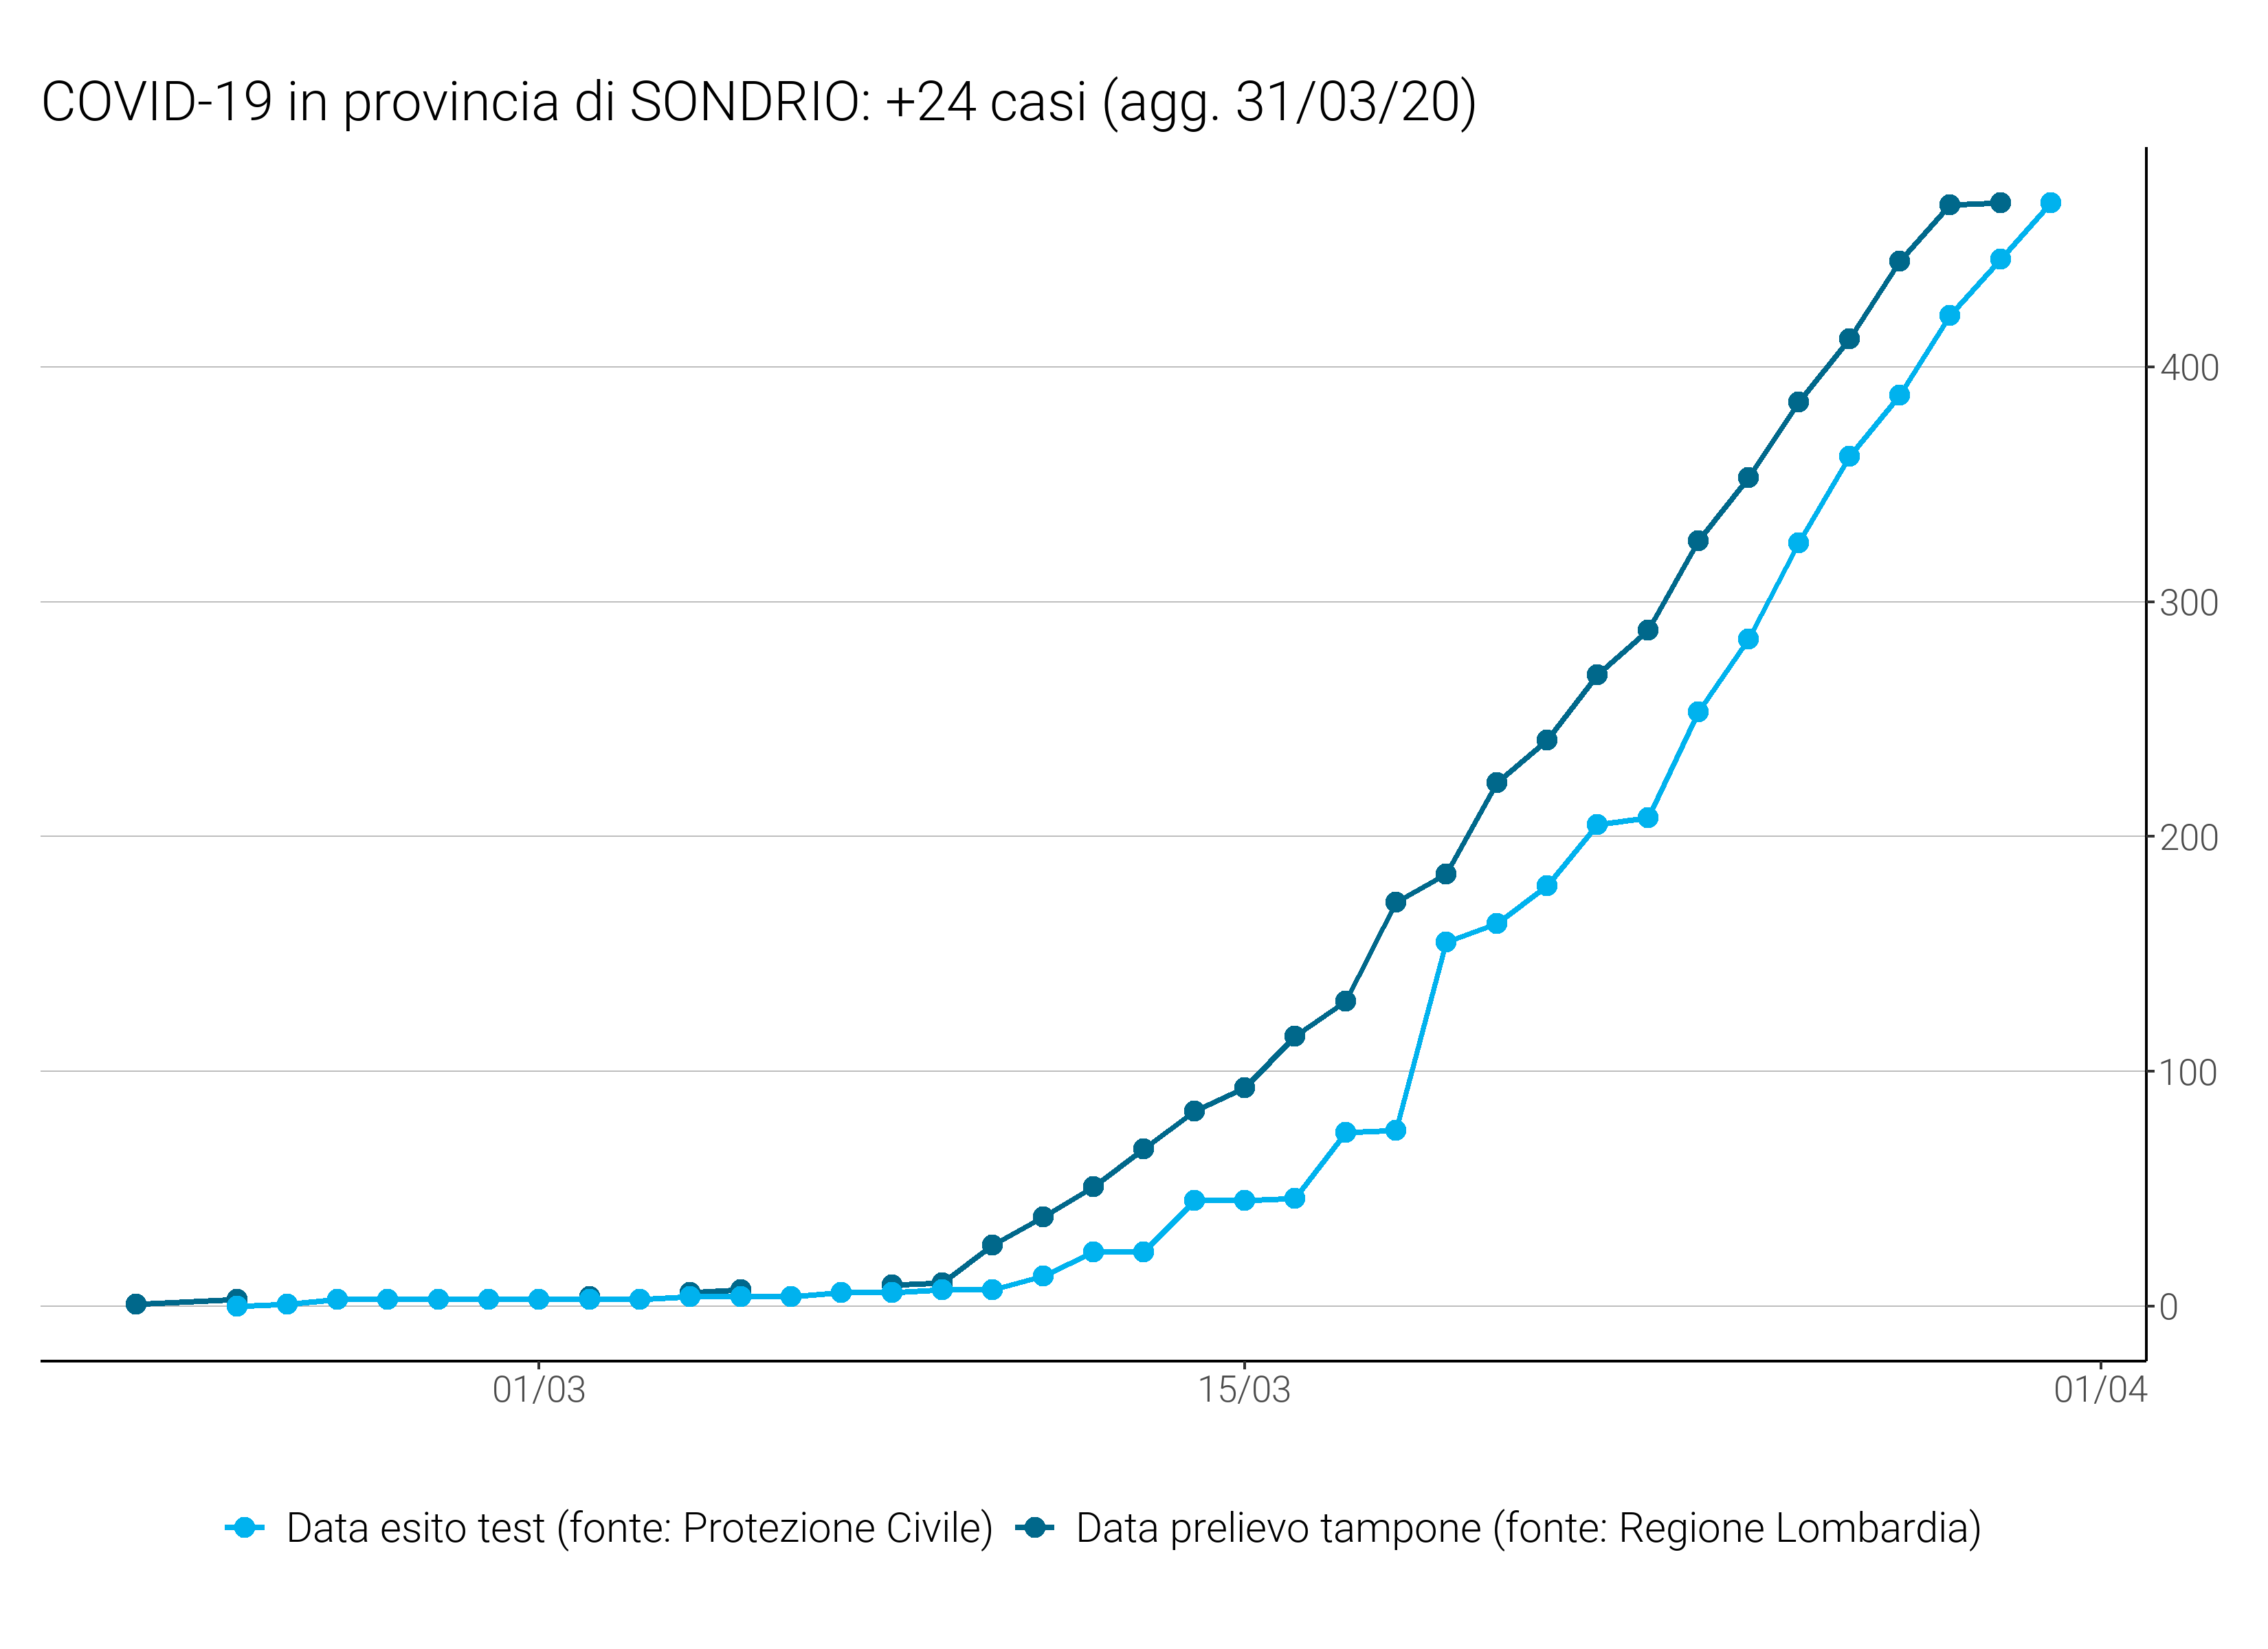 COVID-19 in provincia di SONDRIO: +24 casi (agg. 31/03/20)
400
300
200
100
0
01/03 15/03 01/04
Data esito test (fonte: Protezione Civile) Data prelievo tampone (fonte: Regione Lombardia)